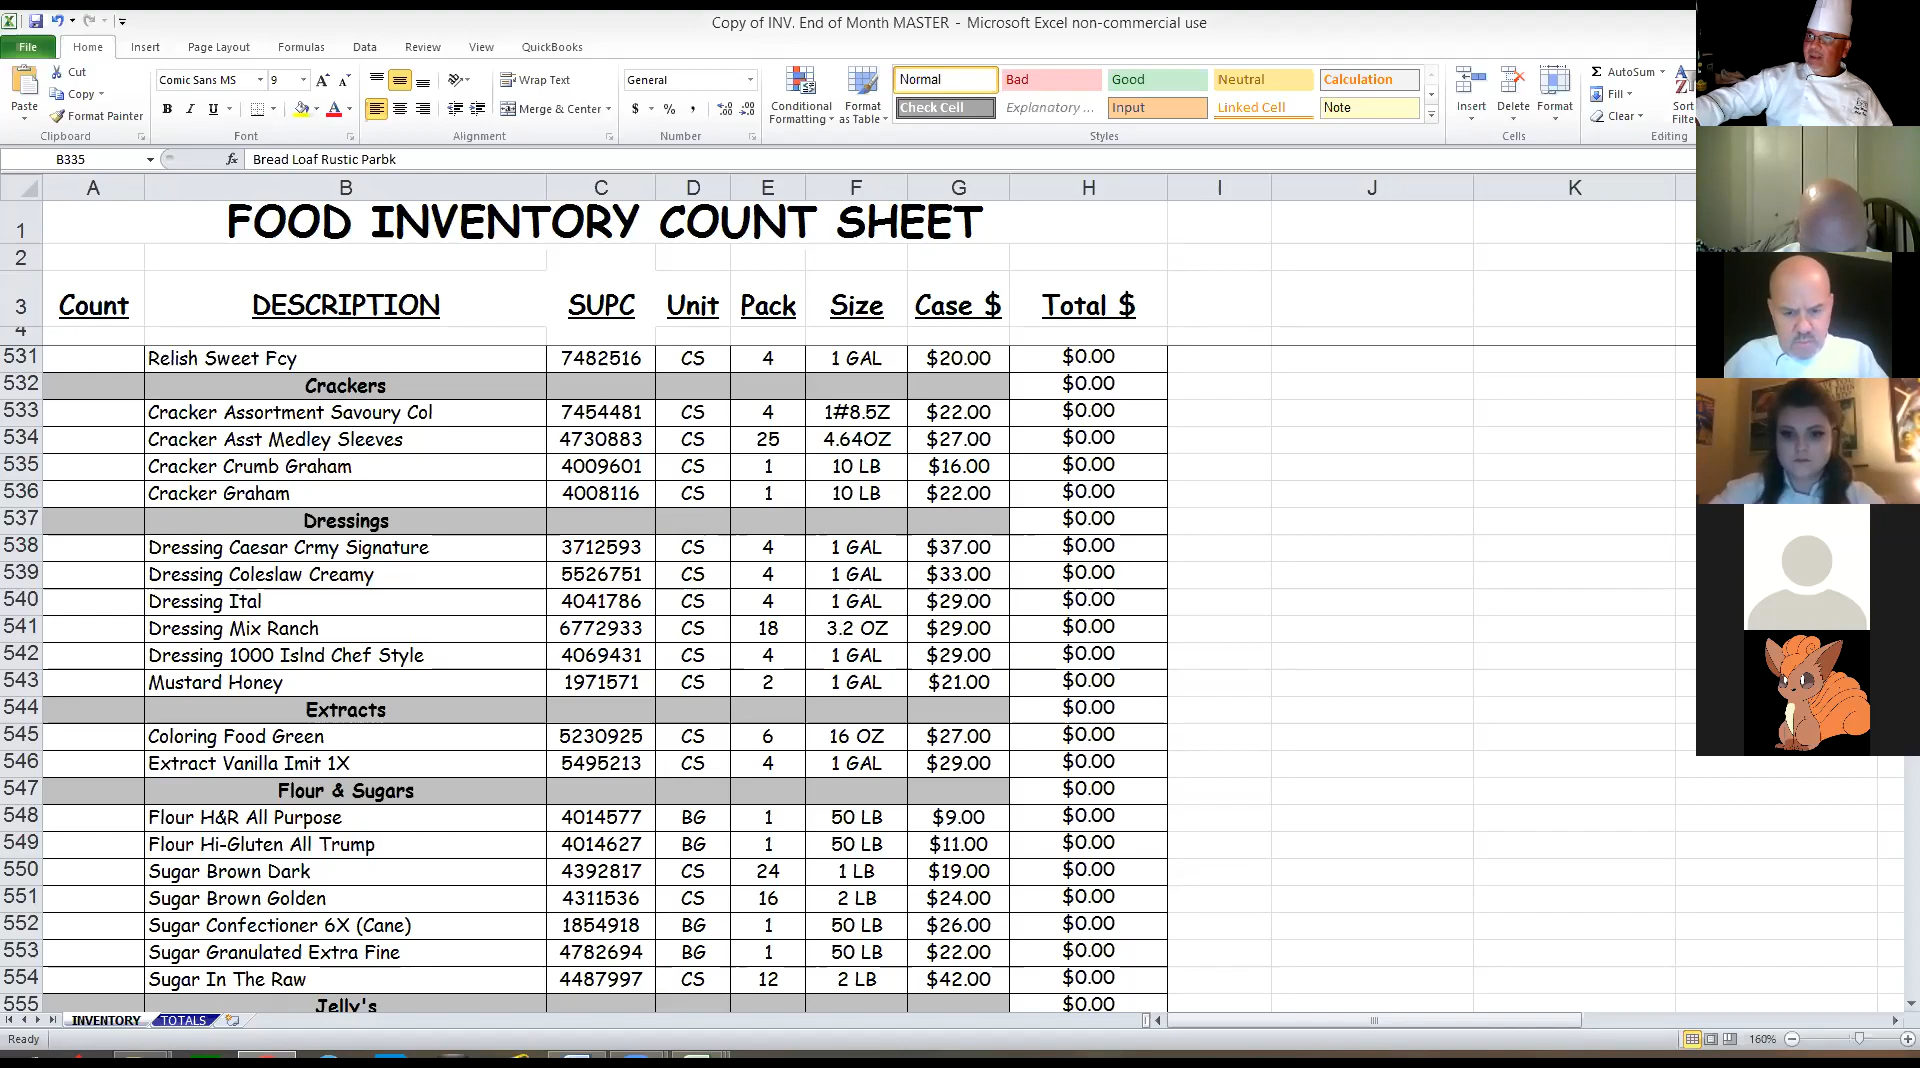 Copy of INV. End of Month MASTER - Microsoft Excel non-commercial use
File Home Insert Page Layout Formulas Data Review View QuickBooks
Paste Cut Copy Format Painter Clipboard
Comic Sans MS 9 B I U Font
Wrap Text Merge & Center Alignment
General $ % , Number
Conditional Formatting Format as Table
Normal Bad Good Neutral Calculation
Check Cell Explanatory ... Input Linked Cell Note
Styles
Insert Delete Format Cells
Σ AutoSum Fill Clear Sort Filter Editing
B335 fx Bread Loaf Rustic Parbk
A B C D E F G H I J K
1 FOOD INVENTORY COUNT SHEET
2
3 Count DESCRIPTION SUPC Unit Pack Size Case $ Total $
4
531 Relish Sweet Fcy 7482516 CS 4 1 GAL $20.00 $0.00
532 Crackers $0.00
533 Cracker Assortment Savoury Col 7454481 CS 4 1#8.5Z $22.00 $0.00
534 Cracker Asst Medley Sleeves 4730883 CS 25 4.64OZ $27.00 $0.00
535 Cracker Crumb Graham 4009601 CS 1 10 LB $16.00 $0.00
536 Cracker Graham 4008116 CS 1 10 LB $22.00 $0.00
537 Dressings $0.00
538 Dressing Caesar Crmy Signature 3712593 CS 4 1 GAL $37.00 $0.00
539 Dressing Coleslaw Creamy 5526751 CS 4 1 GAL $33.00 $0.00
540 Dressing Ital 4041786 CS 4 1 GAL $29.00 $0.00
541 Dressing Mix Ranch 6772933 CS 18 3.2 OZ $29.00 $0.00
542 Dressing 1000 Islnd Chef Style 4069431 CS 4 1 GAL $29.00 $0.00
543 Mustard Honey 1971571 CS 2 1 GAL $21.00 $0.00
544 Extracts $0.00
545 Coloring Food Green 5230925 CS 6 16 OZ $27.00 $0.00
546 Extract Vanilla Imit 1X 5495213 CS 4 1 GAL $29.00 $0.00
547 Flour & Sugars $0.00
548 Flour H&R All Purpose 4014577 BG 1 50 LB $9.00 $0.00
549 Flour Hi-Gluten All Trump 4014627 BG 1 50 LB $11.00 $0.00
550 Sugar Brown Dark 4392817 CS 24 1 LB $19.00 $0.00
551 Sugar Brown Golden 4311536 CS 16 2 LB $24.00 $0.00
552 Sugar Confectioner 6X (Cane) 1854918 BG 1 50 LB $26.00 $0.00
553 Sugar Granulated Extra Fine 4782694 BG 1 50 LB $22.00 $0.00
554 Sugar In The Raw 4487997 CS 12 2 LB $42.00 $0.00
555 Jelly's $0.00
INVENTORY TOTALS
Ready 160%